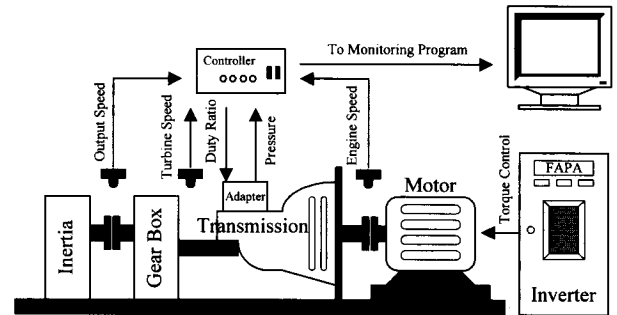 To Monitoring Program
Controller
Output Speed
Turbine Speed
Duty Ratio
Pressure
Engine Speed
Adapter
Motor
Torque Control
FAPA
Inertia
Gear Box
Transmission
Inverter